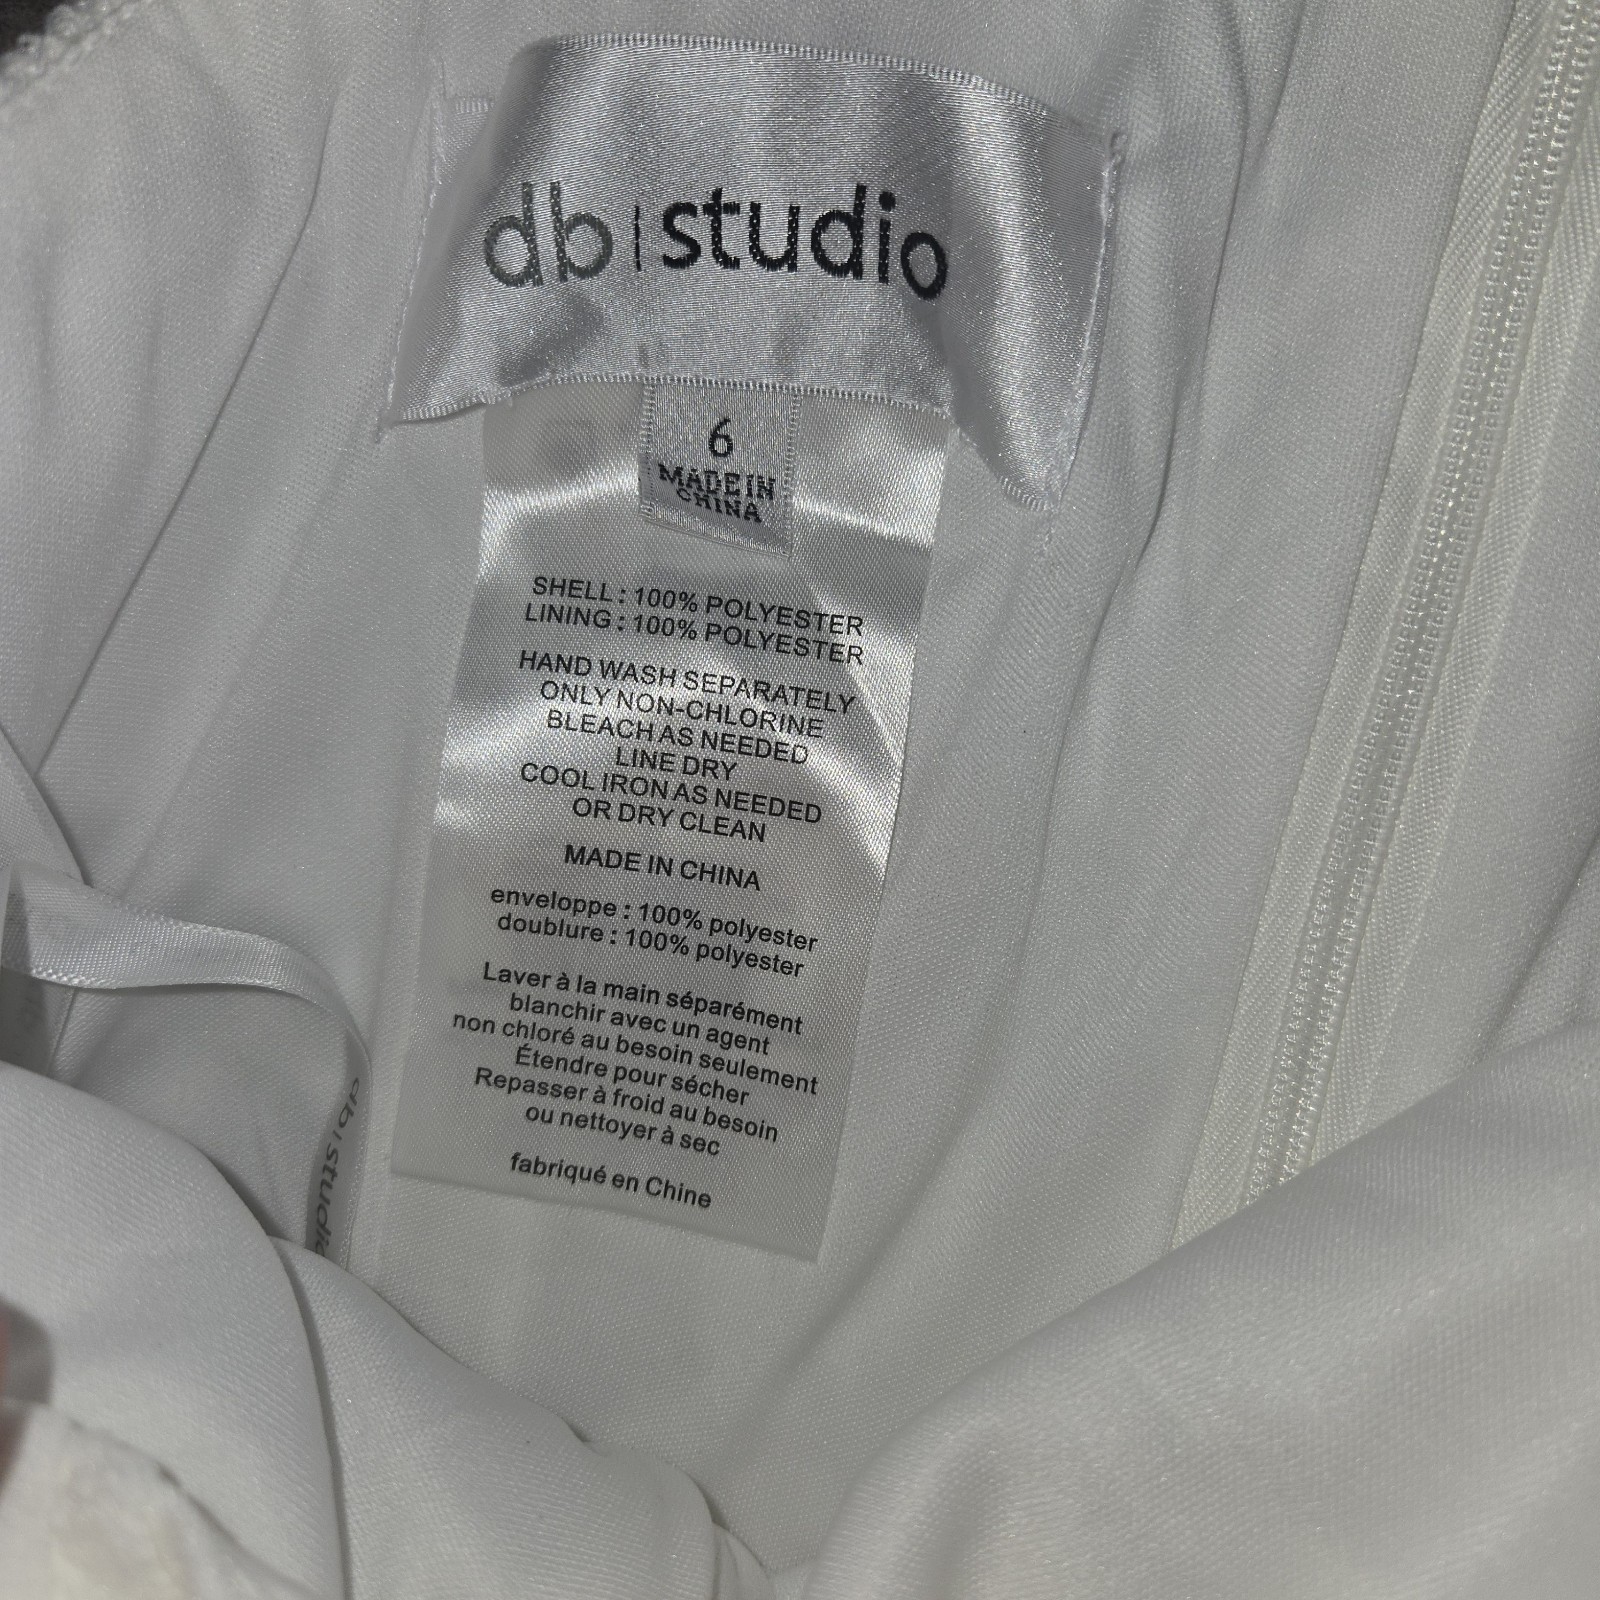 db|studio
6
MADE IN
CHINA
SHELL : 100% POLYESTER
LINING : 100% POLYESTER
HAND WASH SEPARATELY
ONLY NON-CHLORINE
BLEACH AS NEEDED
LINE DRY
COOL IRON AS NEEDED
OR DRY CLEAN
MADE IN CHINA
enveloppe : 100% polyester
doublure : 100% polyester
Laver à la main séparément
blanchir avec un agent
non chloré au besoin seulement
Étendre pour sécher
Repasser à froid au besoin
ou nettoyer à sec
fabriqué en Chine
db|studio